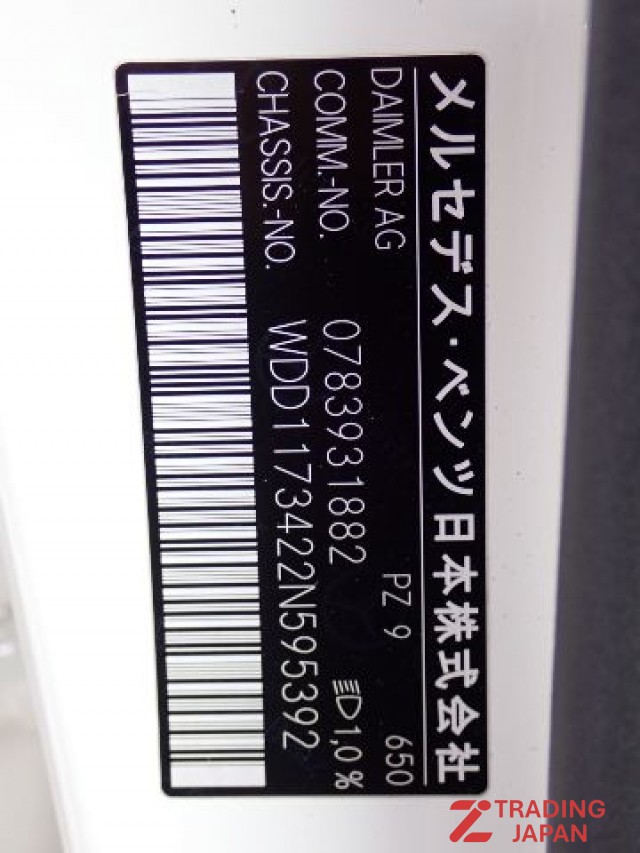 メルセデス・ベンツ日本株式会社
DAIMLER AG PZ 9 650
COMM.-NO. 0783931882 1,0%
CHASSIS.-NO. WDD1173422N595392
TRADING
JAPAN